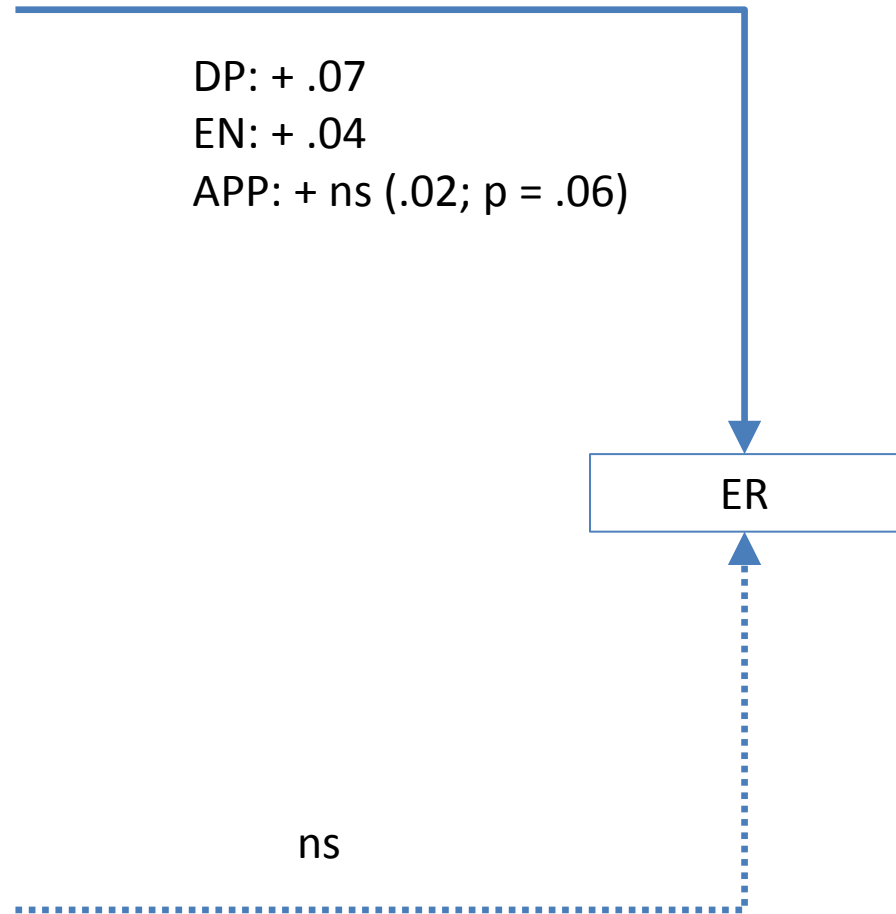 DP: + .07
EN: + .04
APP: + ns (.02; p = .06)
ER
ns